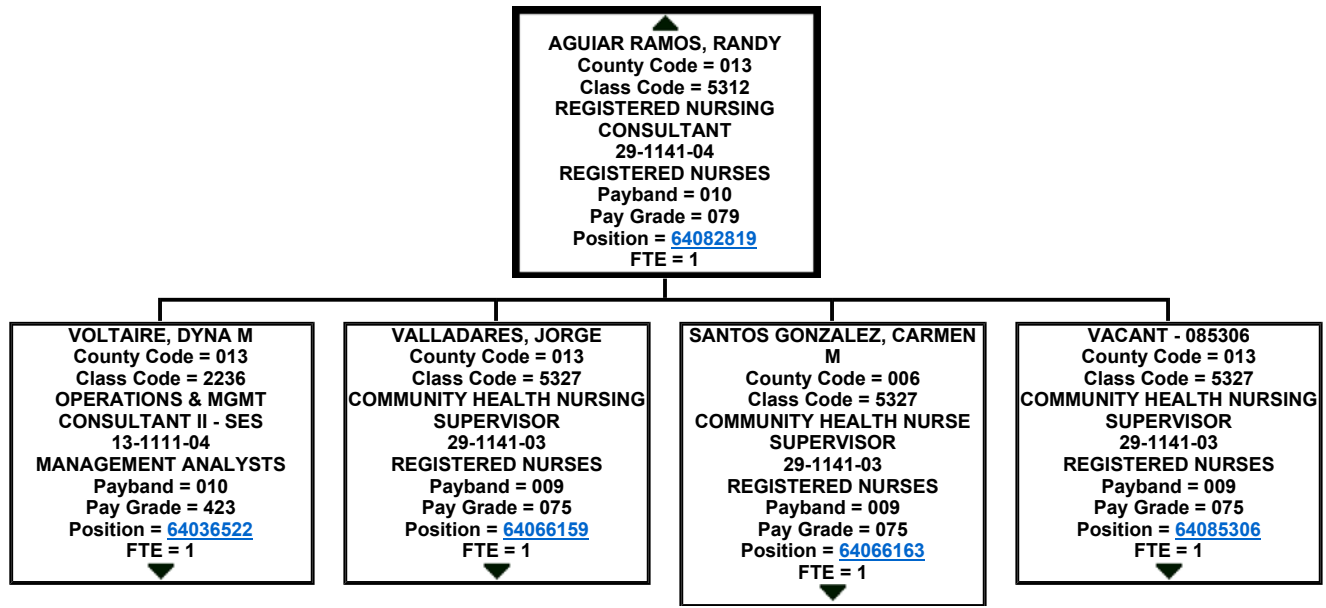 AGUIAR RAMOS, RANDY
County Code = 013
Class Code = 5312
REGISTERED NURSING
CONSULTANT
29-1141-04
REGISTERED NURSES
Payband = 010
Pay Grade = 079
Position = 64082819
FTE = 1
VOLTAIRE, DYNA M
County Code = 013
Class Code = 2236
OPERATIONS & MGMT
CONSULTANT II - SES
13-1111-04
MANAGEMENT ANALYSTS
Payband = 010
Pay Grade = 423
Position = 64036522
FTE = 1
VALLADARES, JORGE
County Code = 013
Class Code = 5327
COMMUNITY HEALTH NURSING
SUPERVISOR
29-1141-03
REGISTERED NURSES
Payband = 009
Pay Grade = 075
Position = 64066159
FTE = 1
SANTOS GONZALEZ, CARMEN
M
County Code = 006
Class Code = 5327
COMMUNITY HEALTH NURSE
SUPERVISOR
29-1141-03
REGISTERED NURSES
Payband = 009
Pay Grade = 075
Position = 64066163
FTE = 1
VACANT - 085306
County Code = 013
Class Code = 5327
COMMUNITY HEALTH NURSING
SUPERVISOR
29-1141-03
REGISTERED NURSES
Payband = 009
Pay Grade = 075
Position = 64085306
FTE = 1